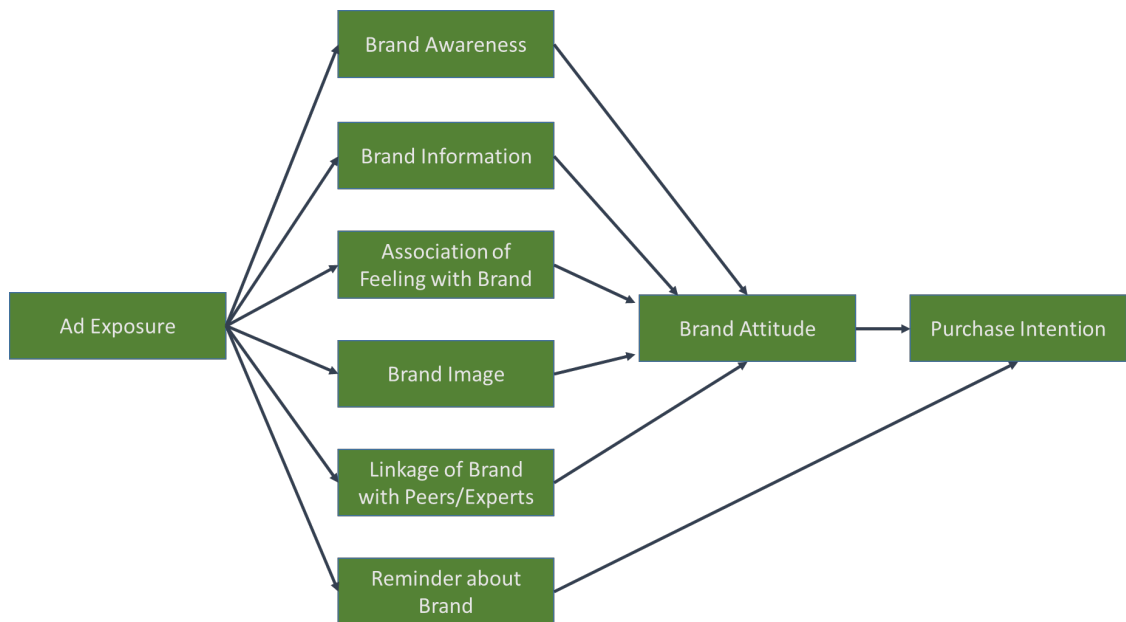 Brand Awareness
Brand Information
Association of
Feeling with Brand
Ad Exposure
Brand Attitude
Purchase Intention
Brand Image
Linkage of Brand
with Peers/Experts
Reminder about
Brand